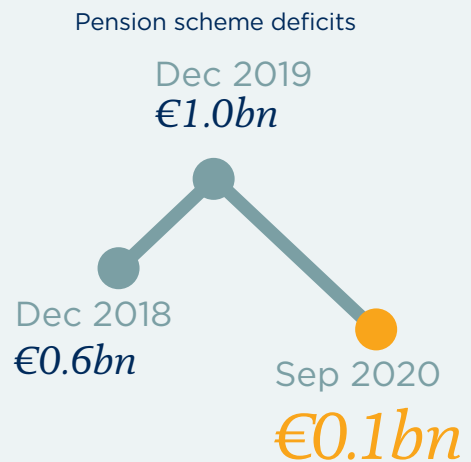 Pension scheme deficits
Dec 2019
€1.0bn
Dec 2018
€0.6bn
Sep 2020
€0.1bn